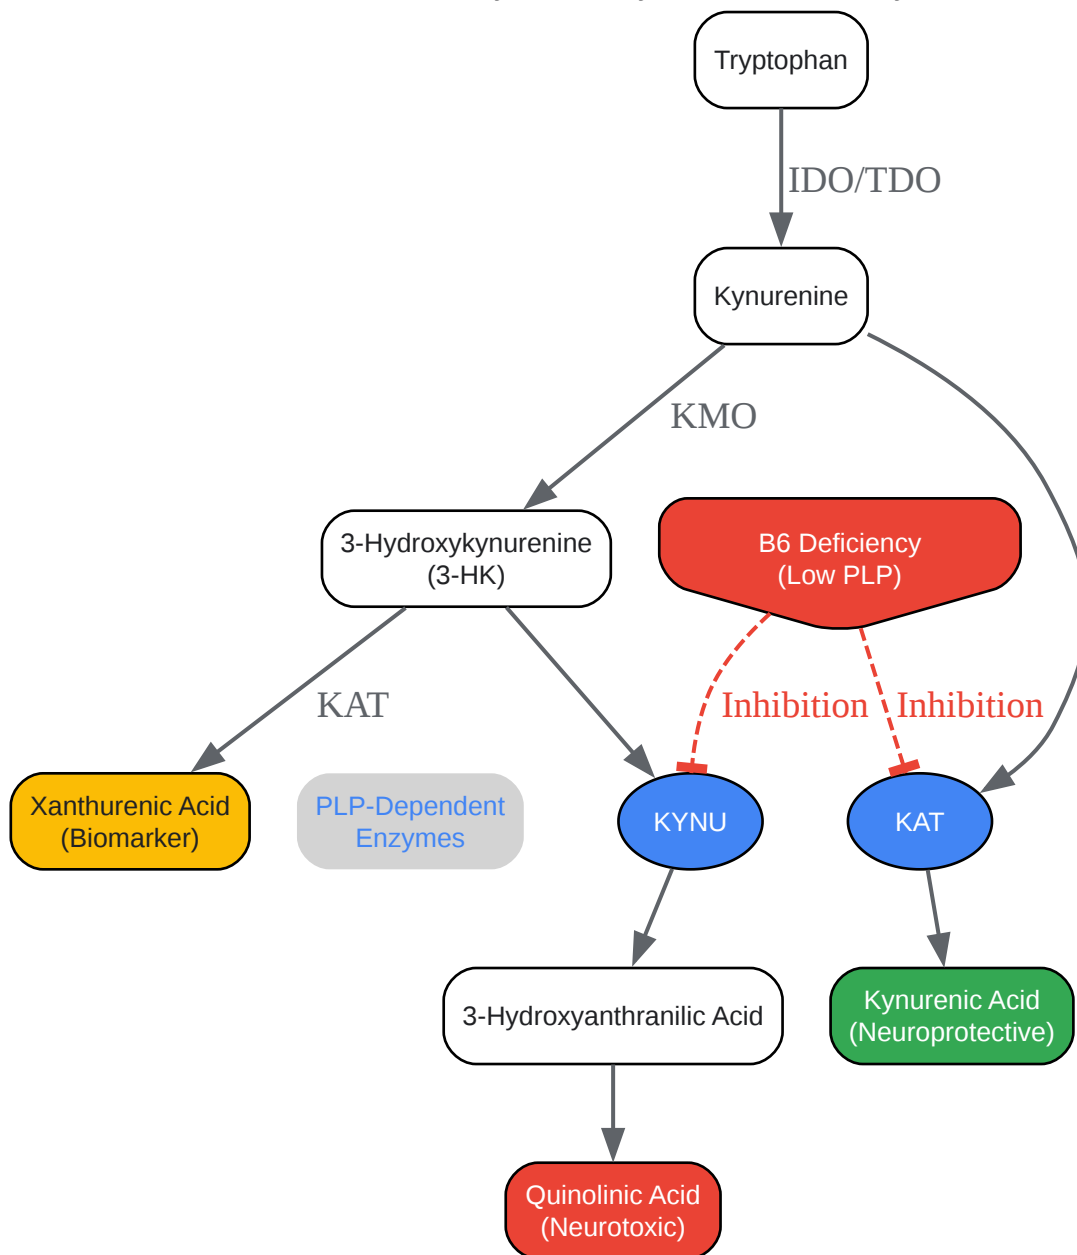 Tryptophan
IDO/TDO
Kynurenine
KMO
3-Hydroxykynurenine
(3-HK)
B6 Deficiency
(Low PLP)
KAT
Inhibition
Inhibition
Xanthurenic Acid
(Biomarker)
PLP-Dependent
Enzymes
KYNU
KAT
3-Hydroxyanthranilic Acid
Kynurenic Acid
(Neuroprotective)
Quinolinic Acid
(Neurotoxic)